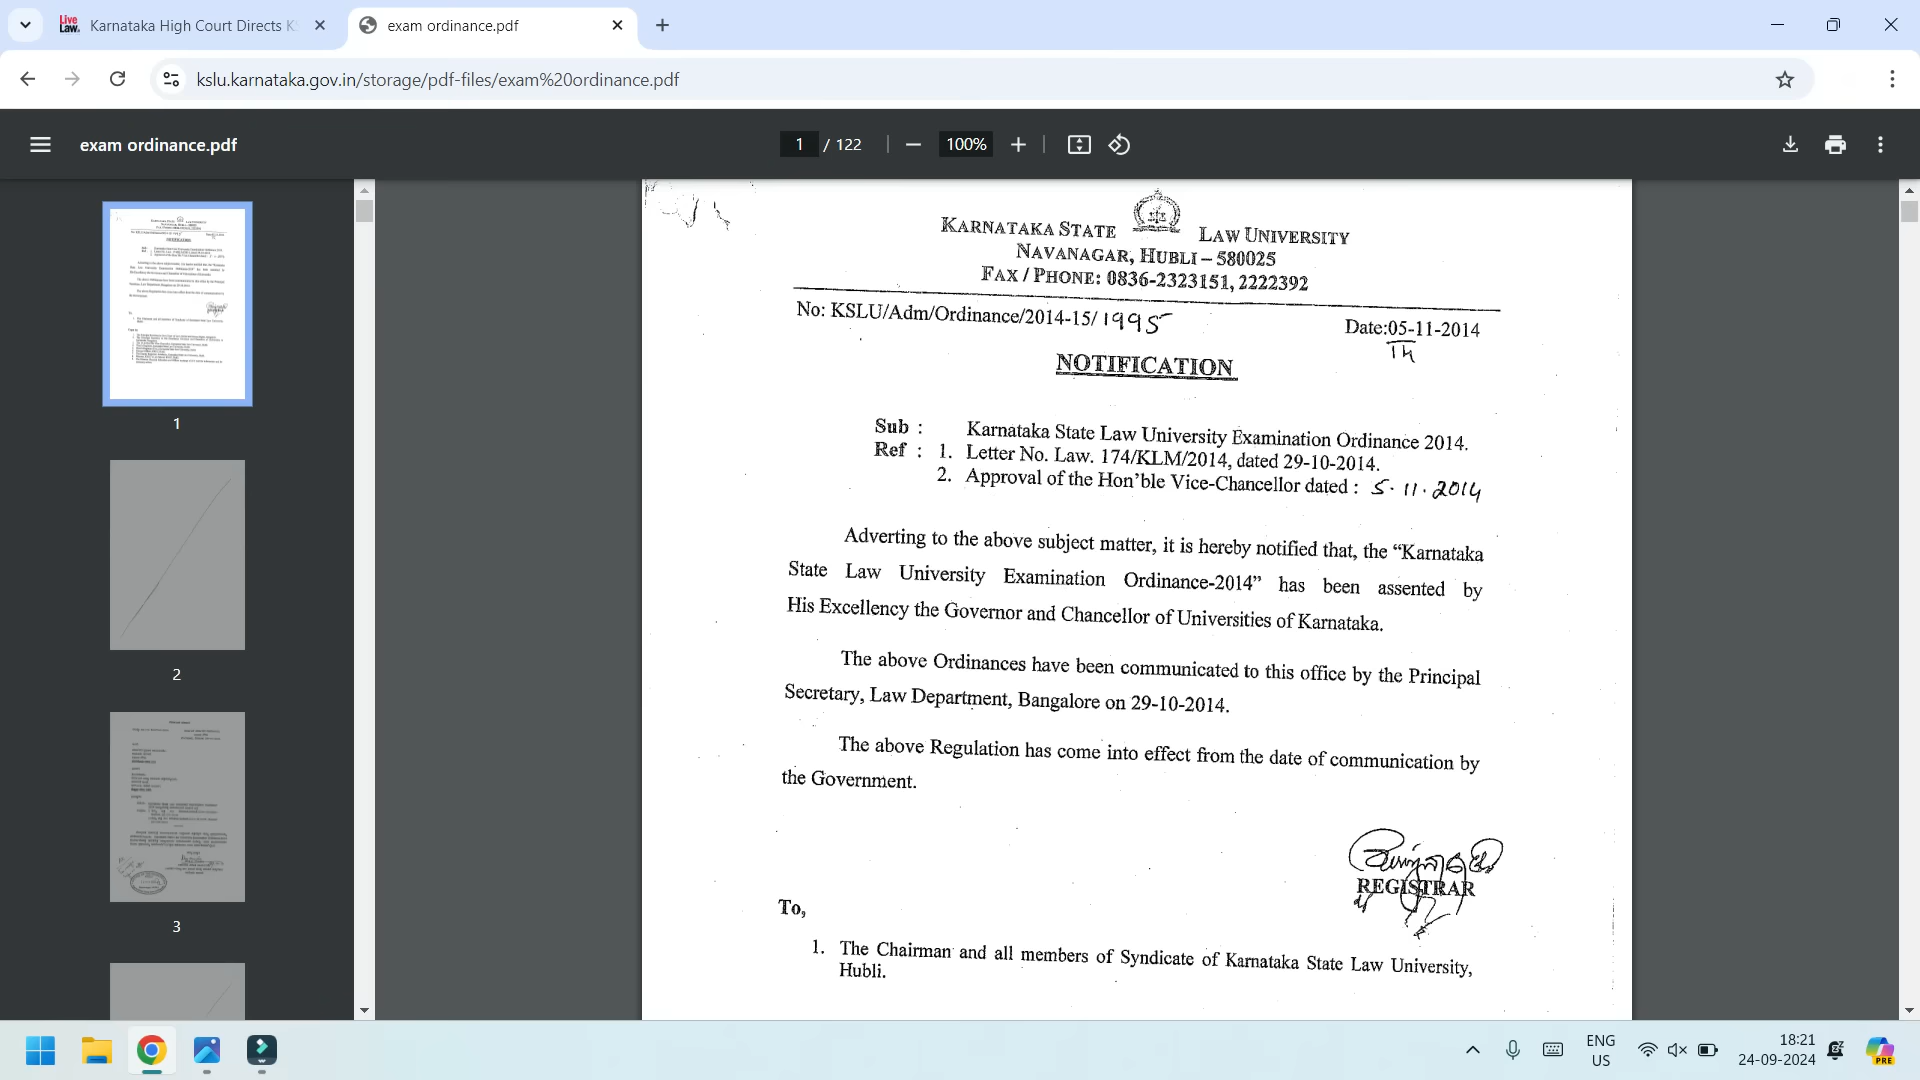 Live Law.
Karnataka High Court Directs KS
exam ordinance.pdf
kslu.karnataka.gov.in/storage/pdf-files/exam%20ordinance.pdf
exam ordinance.pdf
1 / 122
100%
KARNATAKA STATE LAW UNIVERSITY
NAVANAGAR, HUBLI – 580025
FAX / PHONE: 0836-2323151, 2222392
No: KSLU/Adm/Ordinance/2014-15/1995
Date:05-11-2014
NOTIFICATION
Sub : Karnataka State Law University Examination Ordinance 2014.
Ref : 1. Letter No. Law. 174/KLM/2014, dated 29-10-2014.
2. Approval of the Hon'ble Vice-Chancellor dated : 5.11.2014
Adverting to the above subject matter, it is hereby notified that, the “Karnataka
State Law University Examination Ordinance-2014” has been assented by
His Excellency the Governor and Chancellor of Universities of Karnataka.
The above Ordinances have been communicated to this office by the Principal
Secretary, Law Department, Bangalore on 29-10-2014.
The above Regulation has come into effect from the date of communication by
the Government.
REGISTRAR
To,
1. The Chairman and all members of Syndicate of Karnataka State Law University,
Hubli.
1
2
3
ENG
US
18:21
24-09-2024
PRE